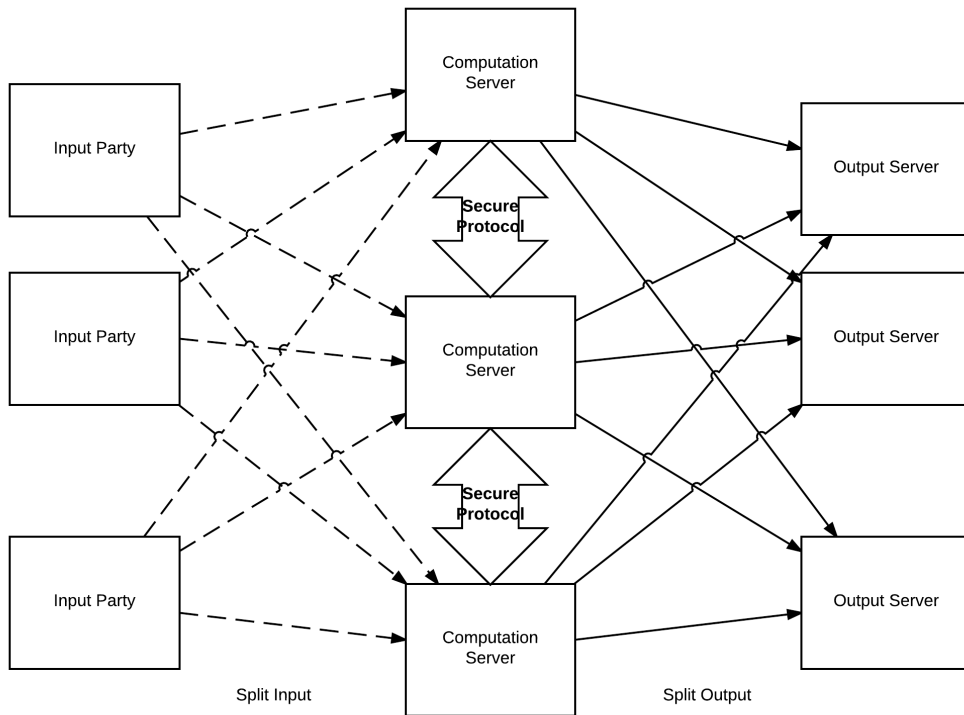 Computation
Server
Input Party
Output Server
Secure
Protocol
Input Party
Computation
Server
Output Server
Secure
Protocol
Input Party
Output Server
Computation
Server
Split Input
Split Output